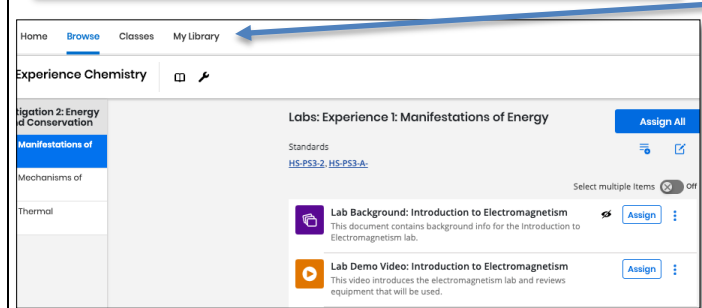 Home Browse Classes My Library
Experience Chemistry
tigation 2: Energy
nd Conservation
Manifestations of
Mechanisms of
Thermal
Labs: Experience 1: Manifestations of Energy
Assign All
Standards
HS-PS3-2, HS-PS3-A-
Select multiple Items Off
Lab Background: Introduction to Electromagnetism
Assign
This document contains background info for the Introduction to
Electromagnetism lab.
Lab Demo Video: Introduction to Electromagnetism
Assign
This video introduces the electromagnetism lab and reviews
equipment that will be used.